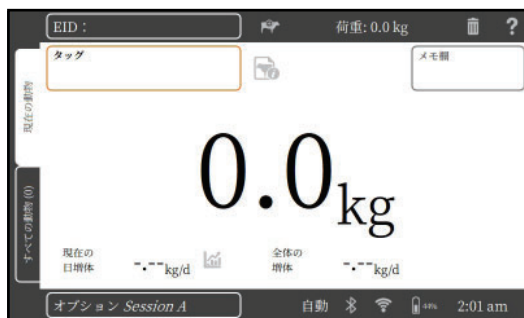 EID：
荷重: 0.0 kg
?
タッグ
メモ欄
現在の動物
すべての動物 (0)
0.0kg
現在の
日増体
-.--kg/d
全体の
増体
-.--kg/d
オプション Session A
自動
44%
2:01 am